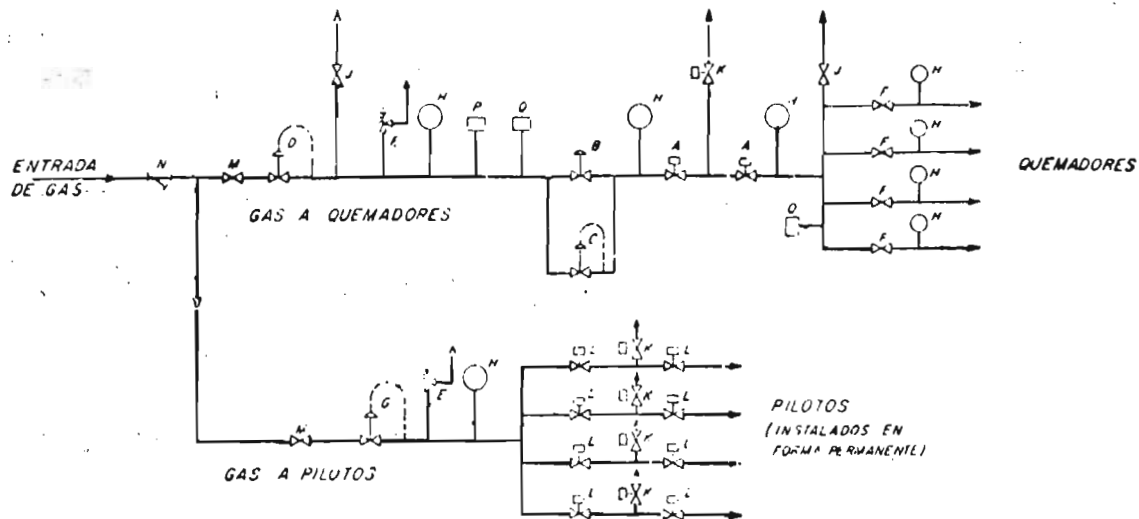 A
K
J
J
H
H
H
H
D
E
P
Q
B
A
A
F
H
F
H
ENTRADA
DE GAS
N
M
GAS A QUEMADORES
C
Q
F
H
F
QUEMADORES
A
H
E
G
M
GAS A PILOTOS
L
K
L
L
K
L
L
K
L
L
K
L
PILOTOS
(INSTALADOS EN
FORMA PERMANENTE)